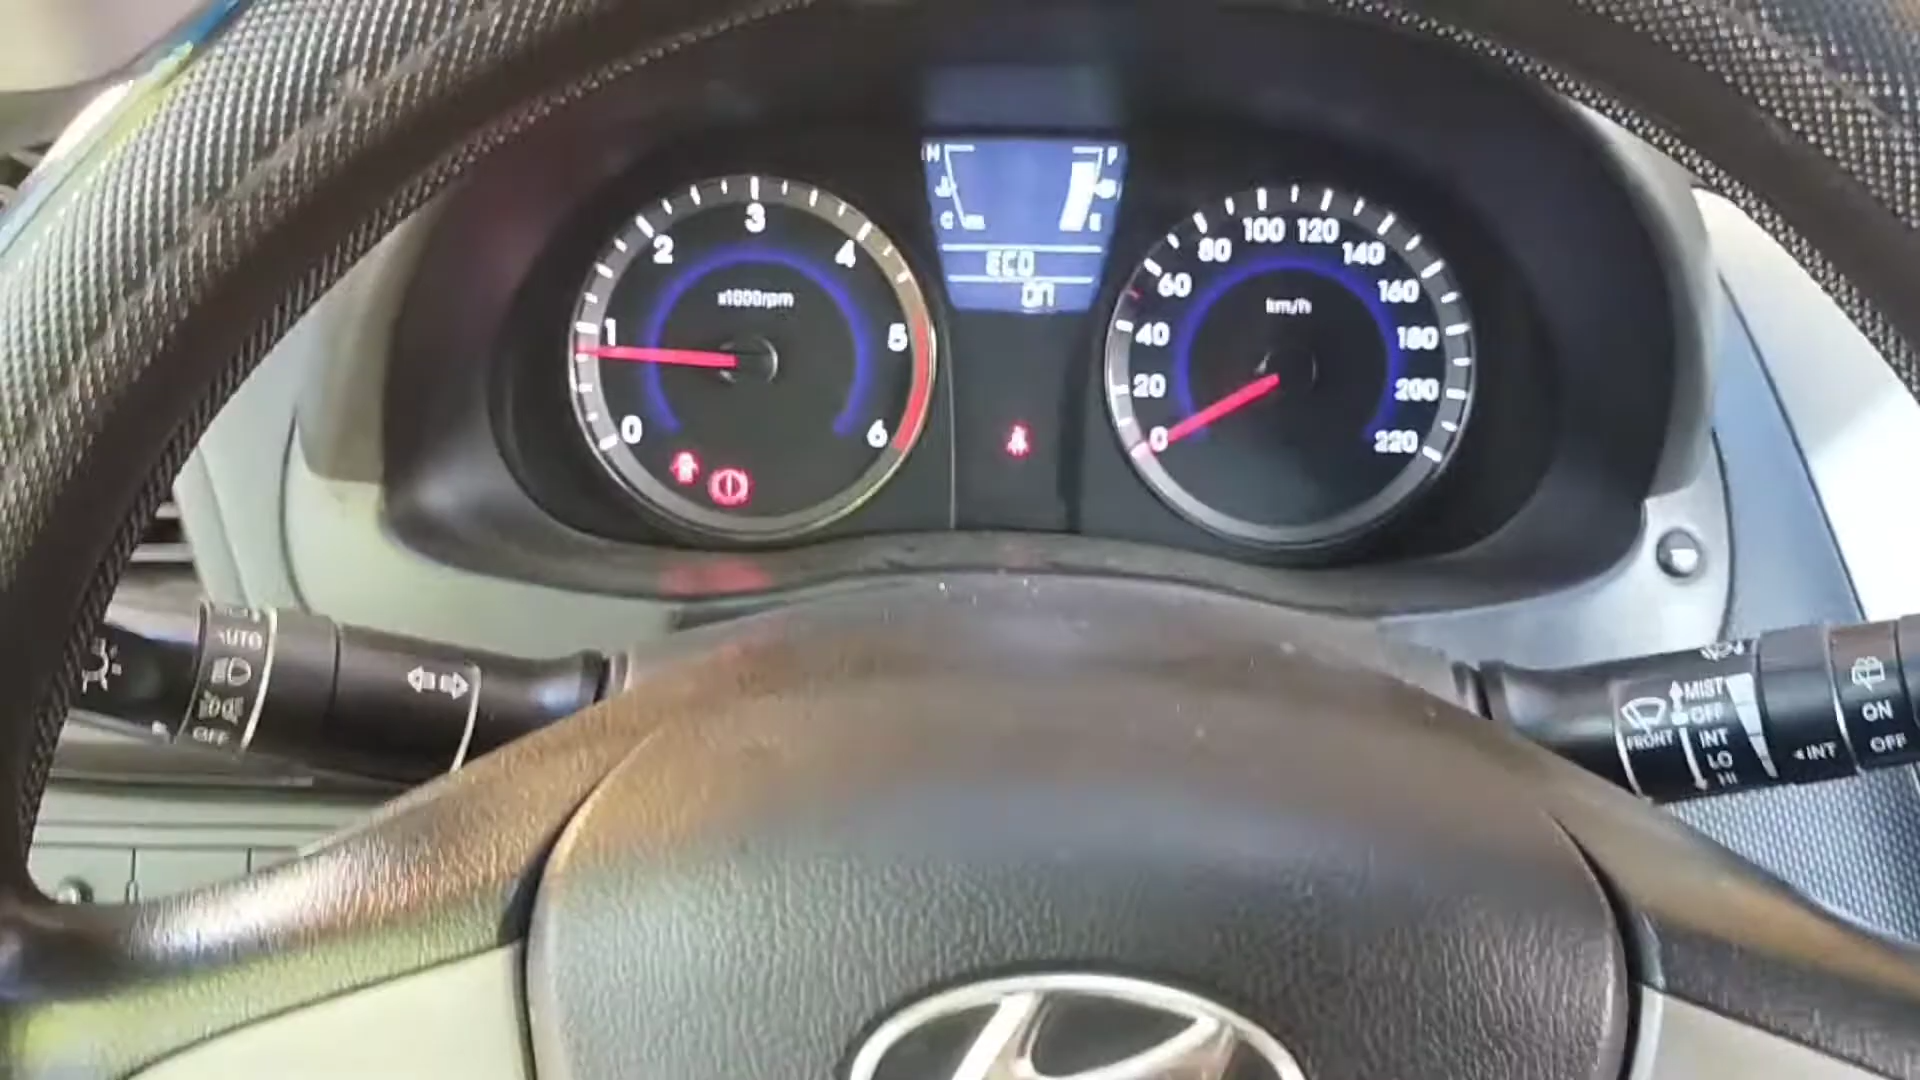 H F
C E
ECO
ON
0 1 2 3 4 5 6
x1000rpm
0 20 40 60 80 100 120 140 160 180 200 220
km/h
AUTO
OFF
FRONT
MIST
OFF
INT
LO
HI
INT
ON
OFF